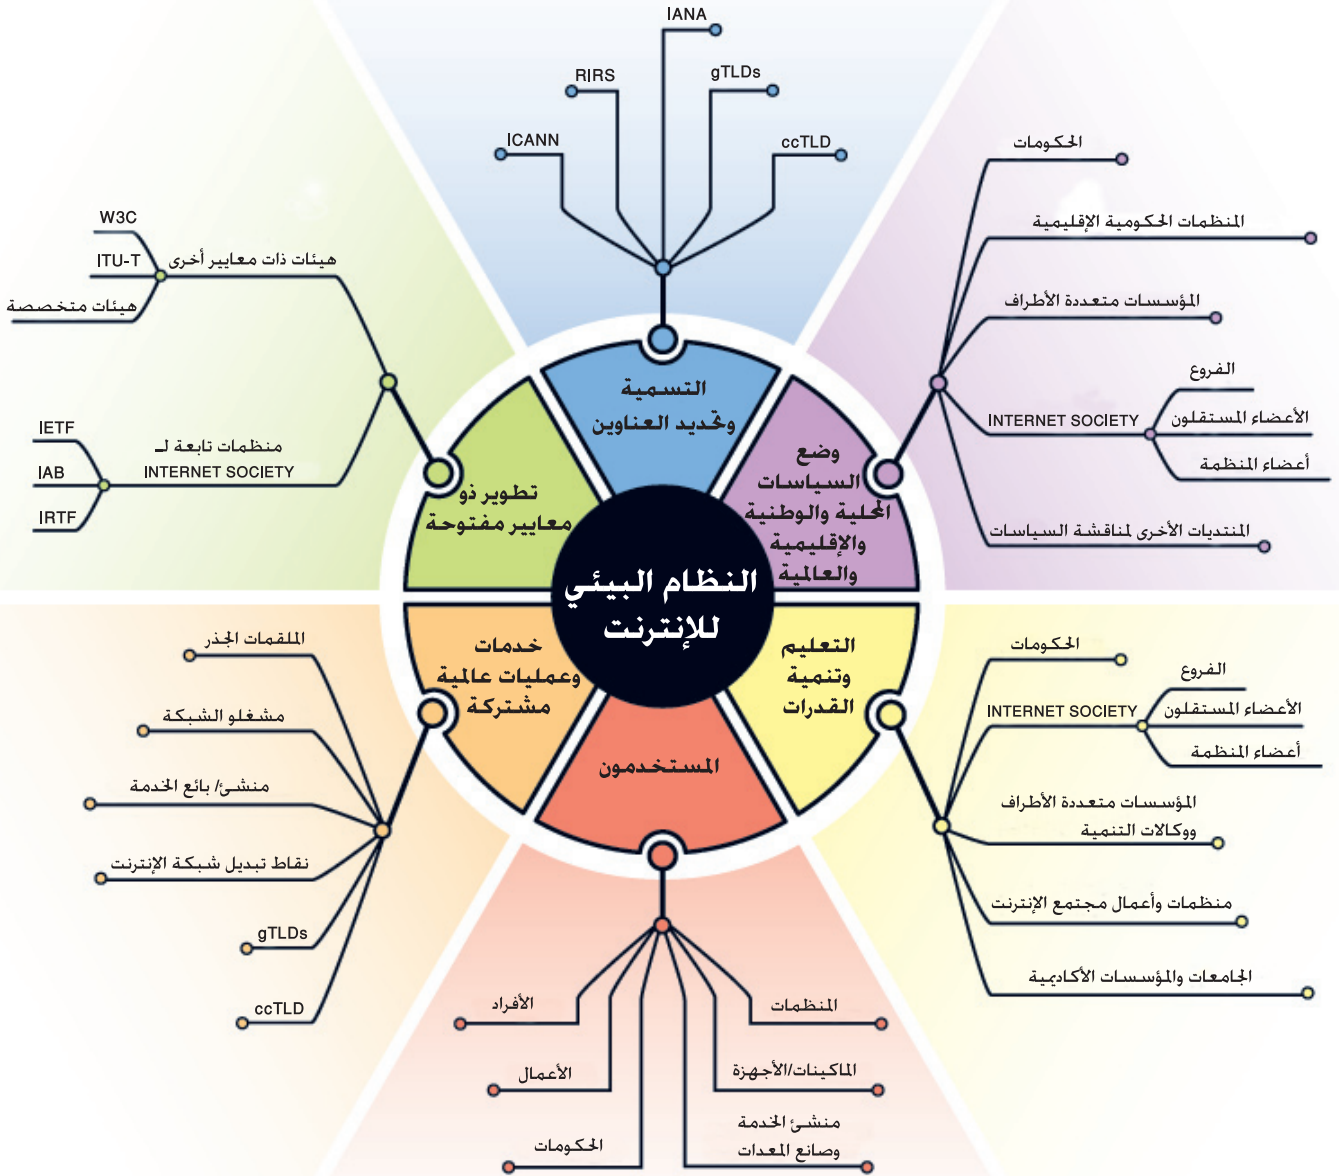 النظام البيئي
للإنترنت
التسمية
وتحديد العناوين
IANA
RIRS
gTLDs
ICANN
ccTLD
وضع
السياسات
المحلية والوطنية
والإقليمية
والعالمية
الحكومات
المنظمات الحكومية الإقليمية
المؤسسات متعددة الأطراف
INTERNET SOCIETY
الفروع
الأعضاء المستقلون
أعضاء المنظمة
المنتديات الأخرى لمناقشة السياسات
التعليم
وتنمية
القدرات
الحكومات
INTERNET SOCIETY
الفروع
الأعضاء المستقلون
أعضاء المنظمة
المؤسسات متعددة الأطراف
ووكالات التنمية
منظمات وأعمال مجتمع الإنترنت
الجامعات والمؤسسات الأكاديمية
المستخدمون
المنظمات
الماكينات/الأجهزة
منشئ الخدمة
وصانع المعدات
الأفراد
الأعمال
الحكومات
خدمات
وعمليات عالمية
مشتركة
الملقمات الجذر
مشغلو الشبكة
منشئ/ بائع الخدمة
نقاط تبديل شبكة الإنترنت
gTLDs
ccTLD
تطوير ذو
معايير مفتوحة
هيئات ذات معايير أخرى
W3C
ITU-T
هيئات متخصصة
منظمات تابعة لـ
INTERNET SOCIETY
IETF
IAB
IRTF